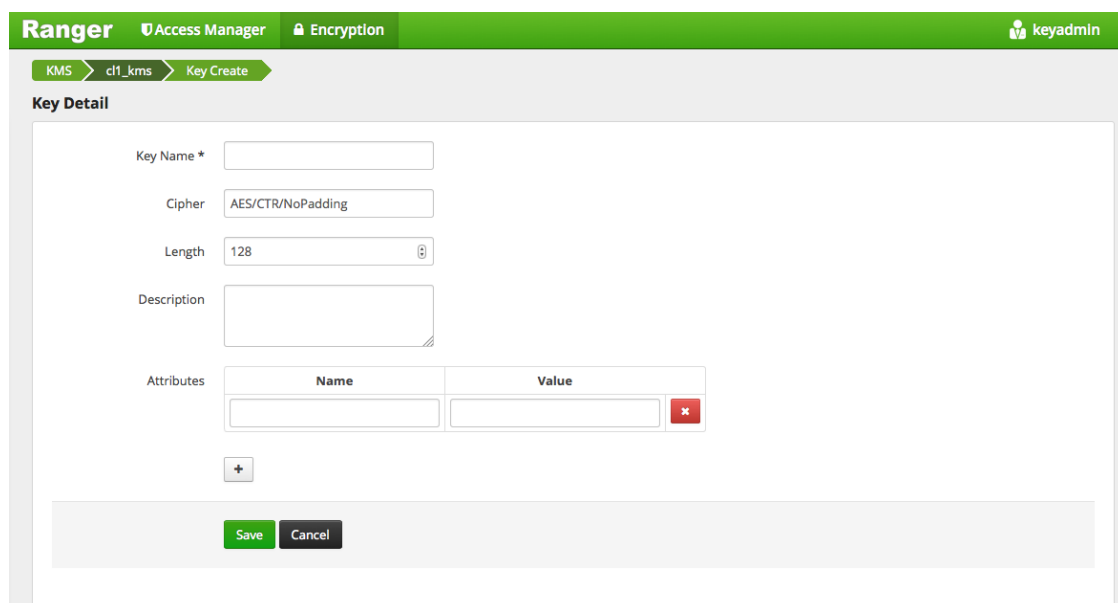 Ranger Access Manager Encryption keyadmin
KMS cl1_kms Key Create
Key Detail
Key Name *
Cipher AES/CTR/NoPadding
Length 128
Description
Attributes Name Value
Save Cancel